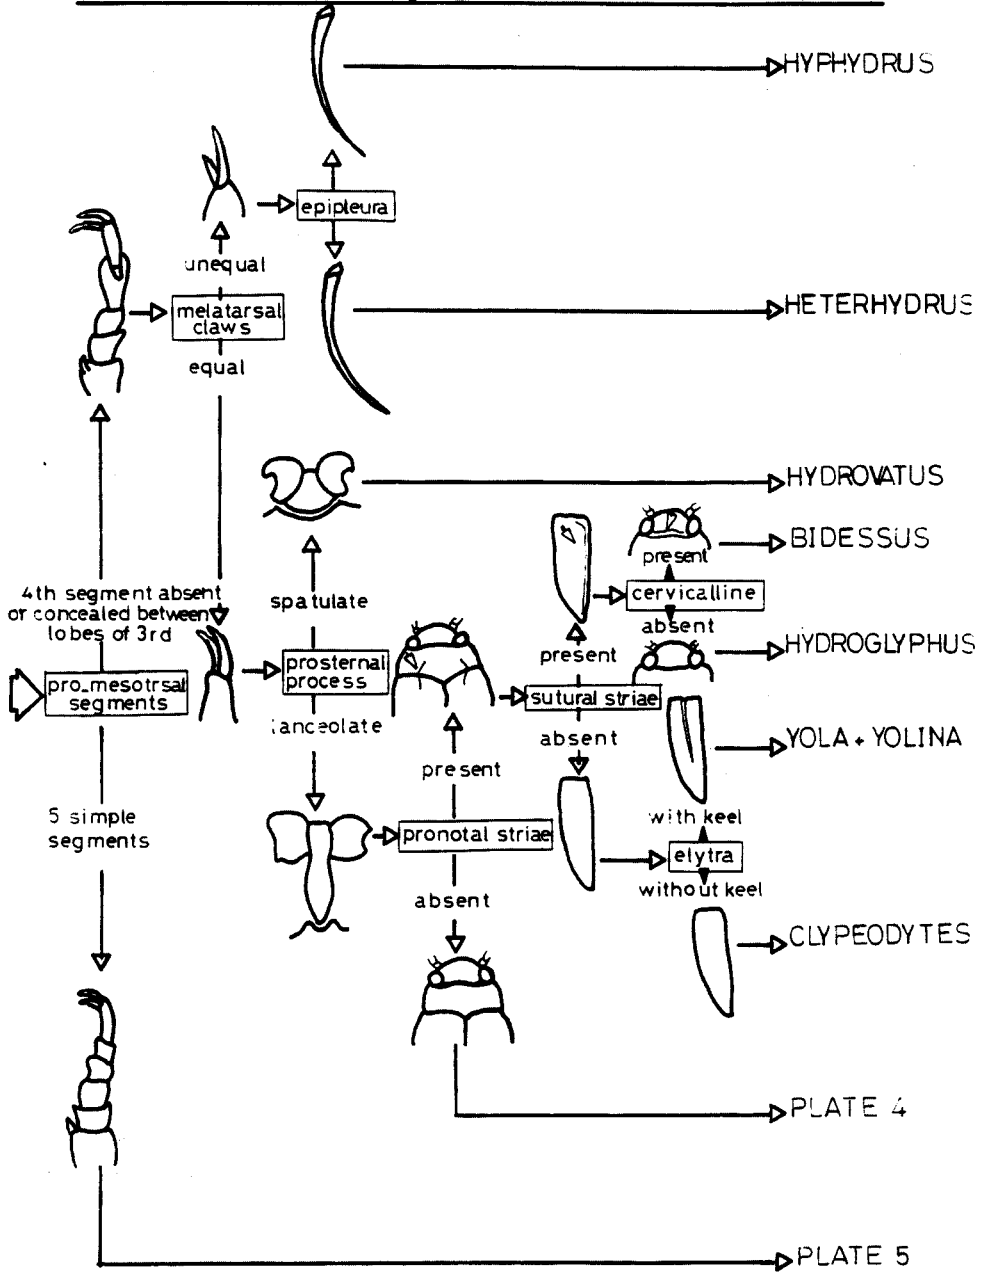 HYPHYDRUS
epipleura
unequal
melatarsal
claws
equal
HETERHYDRUS
HYDROVATUS
BIDESSUS
present
cervicalline
absent
HYDROGLYPHUS
4th segment absent
or concealed between
lobes of 3rd
pro_mesotrsal
segments
spatulate
prosternal
process
lanceolate
present
sutural striae
absent
YOLA + YOLINA
present
pronotal striae
absent
with keel
elytra
without keel
5 simple
segments
CLYPEODYTES
PLATE 4
PLATE 5